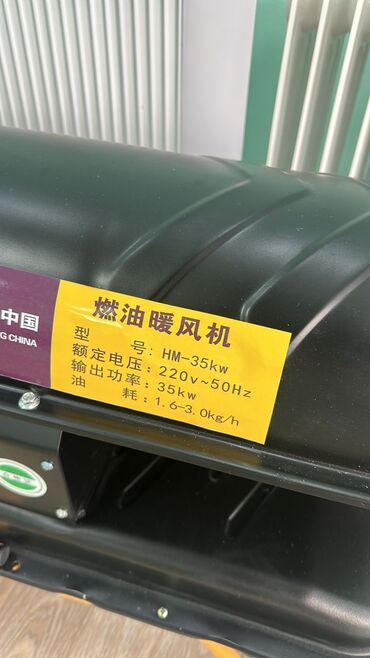 中国
G CHINA
燃油暖风机
型 号: HM-35kw
额定电压: 220v~50Hz
输出功率: 35kw
油 耗: 1.6-3.0kg/h